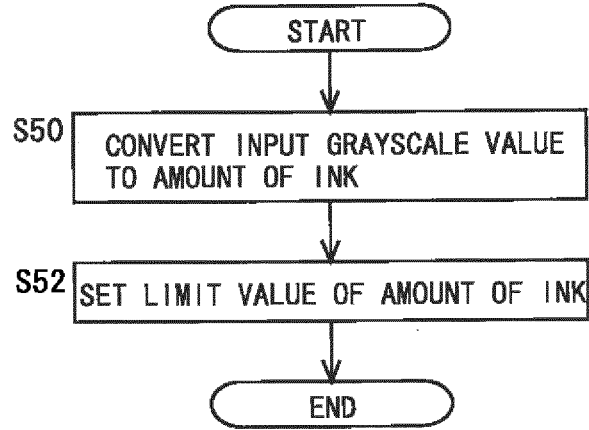 START
S50
CONVERT INPUT GRAYSCALE VALUE
TO AMOUNT OF INK
S52
SET LIMIT VALUE OF AMOUNT OF INK
END